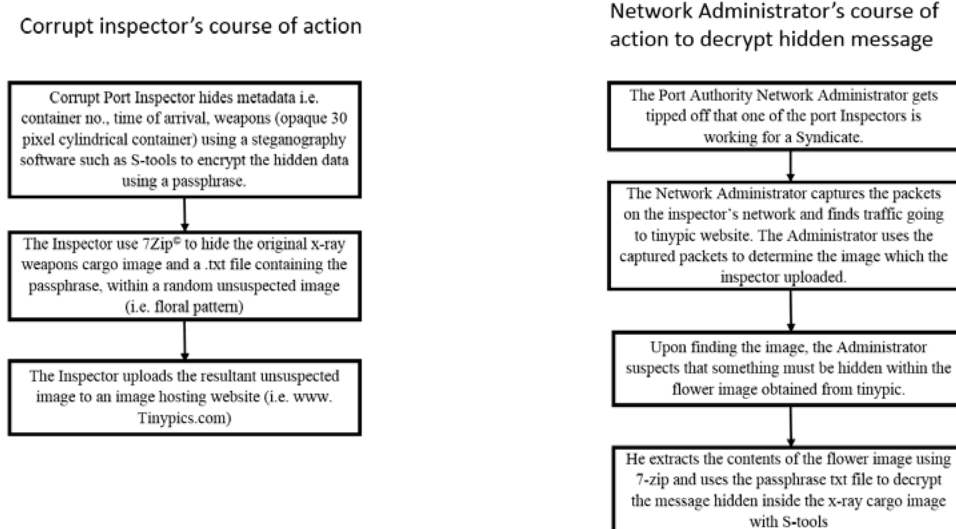 Corrupt inspector's course of action
Corrupt Port Inspector hides metadata i.e.
container no., time of arrival, weapons (opaque 30
pixel cylindrical container) using a steganography
software such as S-tools to encrypt the hidden data
using a passphrase.
The Inspector use 7Zip© to hide the original x-ray
weapons cargo image and a .txt file containing the
passphrase, within a random unsuspected image
(i.e. floral pattern)
The Inspector uploads the resultant unsuspected
image to an image hosting website (i.e. www.
Tinypics.com)
Network Administrator's course of
action to decrypt hidden message
The Port Authority Network Administrator gets
tipped off that one of the port Inspectors is
working for a Syndicate.
The Network Administrator captures the packets
on the inspector's network and finds traffic going
to tinypic website. The Administrator uses the
captured packets to determine the image which the
inspector uploaded.
Upon finding the image, the Administrator
suspects that something must be hidden within the
flower image obtained from tinypic.
He extracts the contents of the flower image using
7-zip and uses the passphrase txt file to decrypt
the message hidden inside the x-ray cargo image
with S-tools